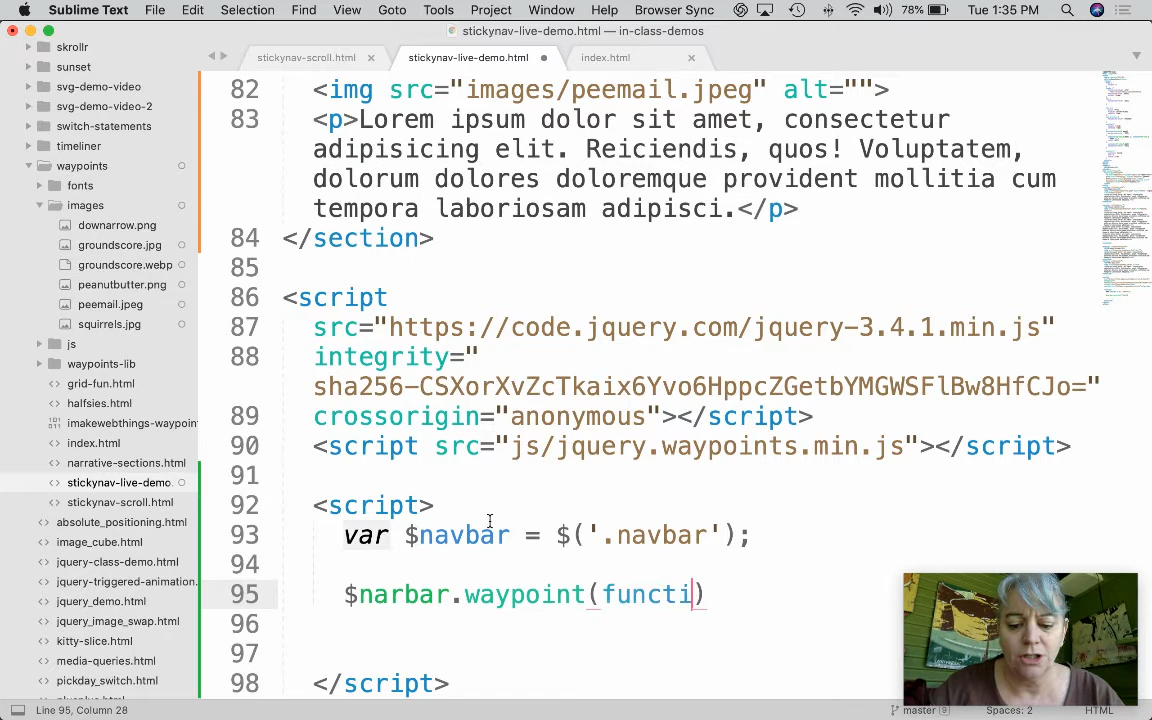 Sublime Text File Edit Selection Find View Goto Tools Project Window Help Browser Sync 78% Tue 1:35 PM
stickynav-live-demo.html — in-class-demos
skrollr
sunset
svg-demo-video
svg-demo-video-2
switch-statements
timeliner
waypoints
fonts
images
downarrow.png
groundscore.jpg
groundscore.webp
peanutbutter.png
peemail.jpeg
squirrels.jpg
js
waypoints-lib
grid-fun.html
halfsies.html
imakewebthings-waypoin
index.html
narrative-sections.html
stickynav-live-demo.
stickynav-scroll.html
absolute_positioning.html
image_cube.html
jquery-class-demo.html
jquery-triggered-animation.
jquery_demo.html
jquery_image_swap.html
kitty-slice.html
media-queries.html
pickday_switch.html
stickynav-scroll.html stickynav-live-demo.html index.html
82 <img src="images/peemail.jpeg" alt="">
83 <p>Lorem ipsum dolor sit amet, consectetur
adipisicing elit. Reiciendis, quos! Voluptatem,
dolorum dolores doloremque provident mollitia cum
tempora laboriosam adipisci.</p>
84 </section>
85
86 <script
87 src="https://code.jquery.com/jquery-3.4.1.min.js"
88 integrity="
sha256-CSXorXvZcTkaix6Yvo6HppcZGetbYMGWSFlBw8HfCJo="
89 crossorigin="anonymous"></script>
90 <script src="js/jquery.waypoints.min.js"></script>
91
92 <script>
93 var $navbar = $('.navbar');
94
95 $narbar.waypoint(functi)
96
97
98 </script>
Line 95, Column 28 master 9 Spaces: 2 HTML